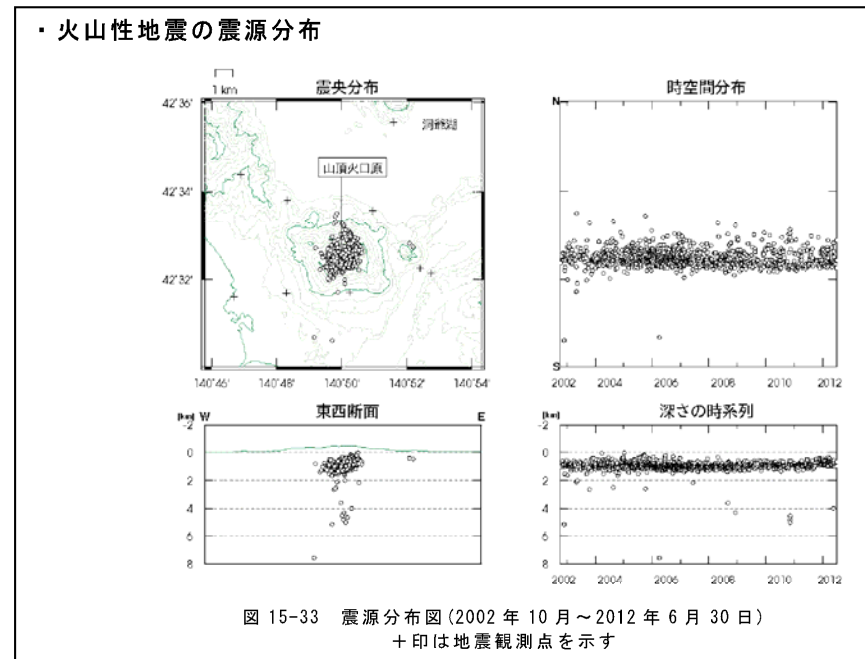 ・火山性地震の震源分布
1 km
震央分布
42°36'
洞爺湖
山頂火口原
42°34'
42°32'
140°46' 140°48' 140°50' 140°52' 140°54'
時空間分布
N
S
2002 2004 2006 2008 2010 2012
東西断面
[km] W E
-2
0
2
4
6
8
深さの時系列
[km]
-2
0
2
4
6
8
2002 2004 2006 2008 2010 2012
図 15-33 震源分布図(2002 年 10 月～2012 年 6 月 30 日)
＋印は地震観測点を示す